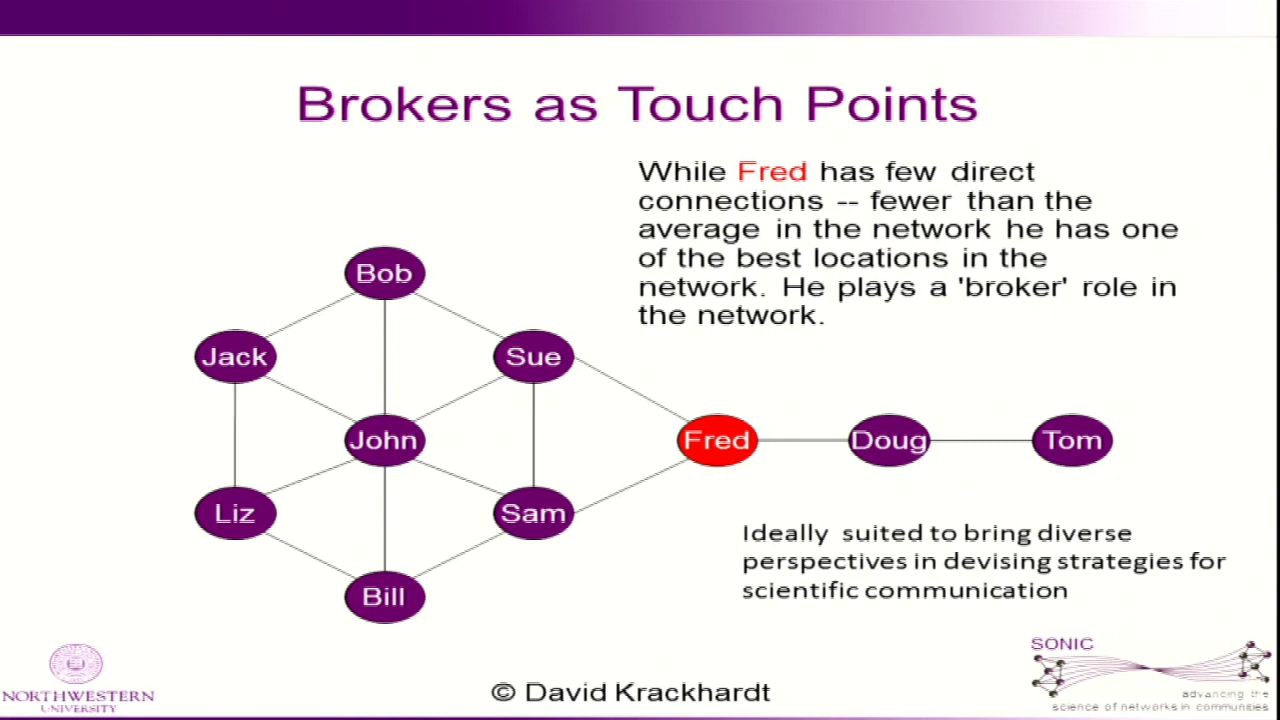 Brokers as Touch Points
While Fred has few direct
connections -- fewer than the
average in the network he has one
of the best locations in the
network. He plays a 'broker' role in
the network.
Bob
Jack
Sue
John
Fred
Doug
Tom
Liz
Sam
Bill
Ideally suited to bring diverse
perspectives in devising strategies for
scientific communication
NORTHWESTERN
UNIVERSITY
© David Krackhardt
SONIC
advancing the
science of networks in communities